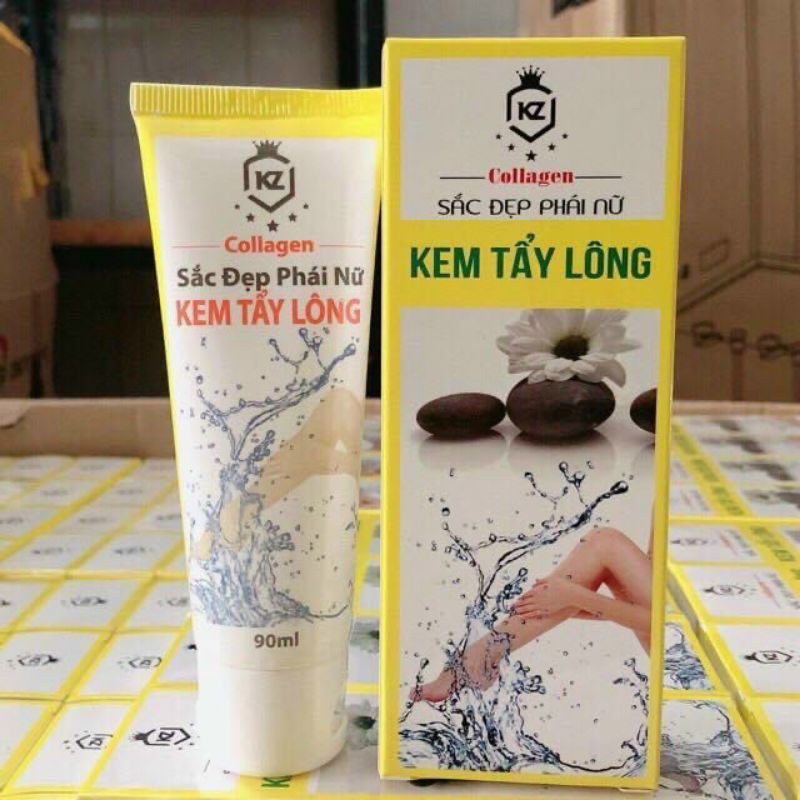 KZ
Collagen
Sắc Đẹp Phái Nữ
KEM TẨY LÔNG
90ml
KZ
Collagen
SẮC ĐẸP PHÁI NỮ
KEM TẨY LÔNG